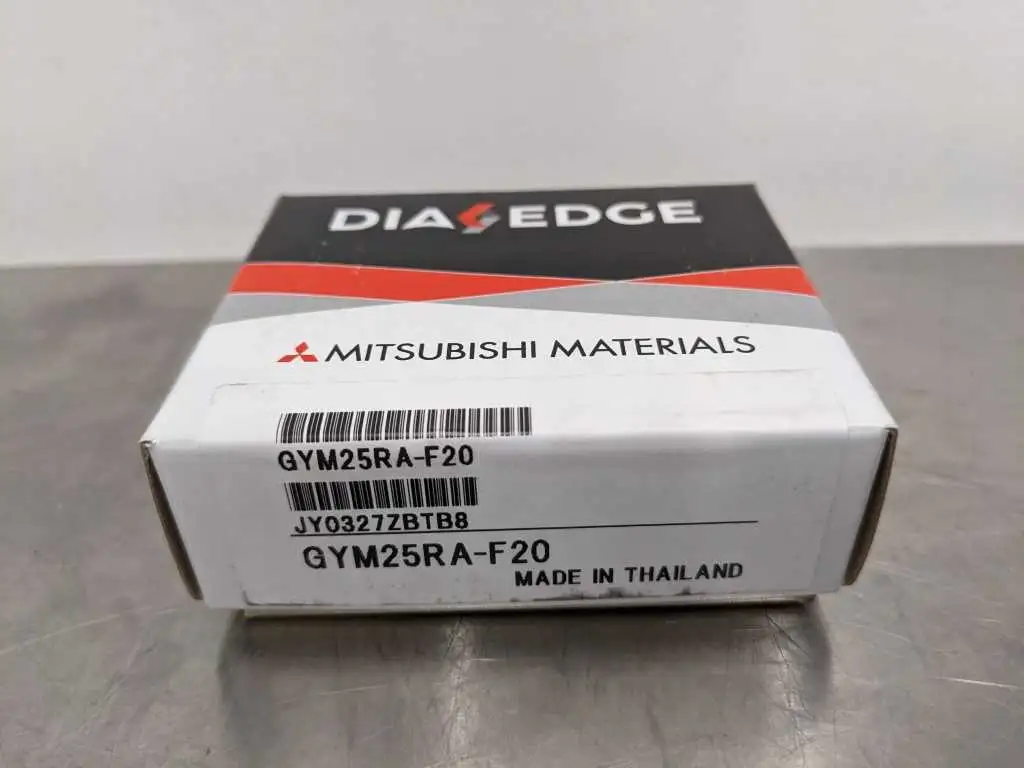 DIAEDGE
MITSUBISHI MATERIALS
GYM25RA-F20
JY0327ZBTB8
GYM25RA-F20
MADE IN THAILAND